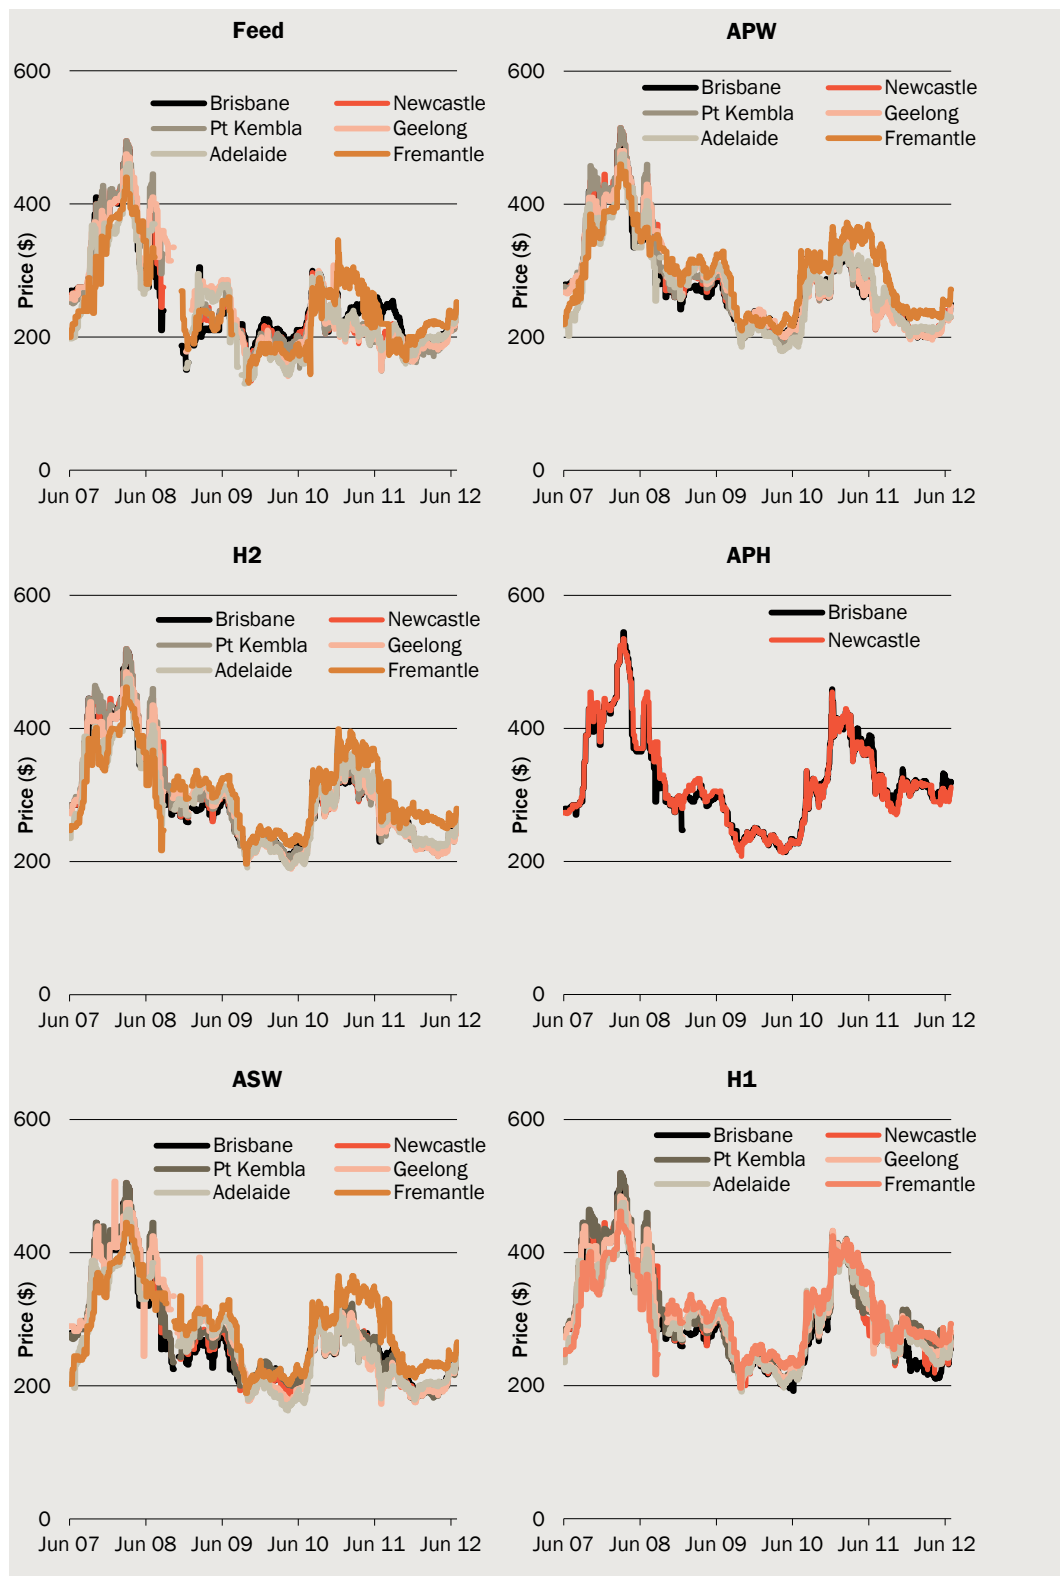 Feed
600
Brisbane Newcastle
Pt Kembla Geelong
Adelaide Fremantle
400
Price ($)
200
0
Jun 07 Jun 08 Jun 09 Jun 10 Jun 11 Jun 12
APW
600
Brisbane Newcastle
Pt Kembla Geelong
Adelaide Fremantle
400
Price ($)
200
0
Jun 07 Jun 08 Jun 09 Jun 10 Jun 11 Jun 12
H2
600
Brisbane Newcastle
Pt Kembla Geelong
Adelaide Fremantle
400
Price ($)
200
0
Jun 07 Jun 08 Jun 09 Jun 10 Jun 11 Jun 12
APH
600
Brisbane
Newcastle
400
Price ($)
200
0
Jun 07 Jun 08 Jun 09 Jun 10 Jun 11 Jun 12
ASW
600
Brisbane Newcastle
Pt Kembla Geelong
Adelaide Fremantle
400
Price ($)
200
0
Jun 07 Jun 08 Jun 09 Jun 10 Jun 11 Jun 12
H1
600
Brisbane Newcastle
Pt Kembla Geelong
Adelaide Fremantle
400
Price ($)
200
0
Jun 07 Jun 08 Jun 09 Jun 10 Jun 11 Jun 12